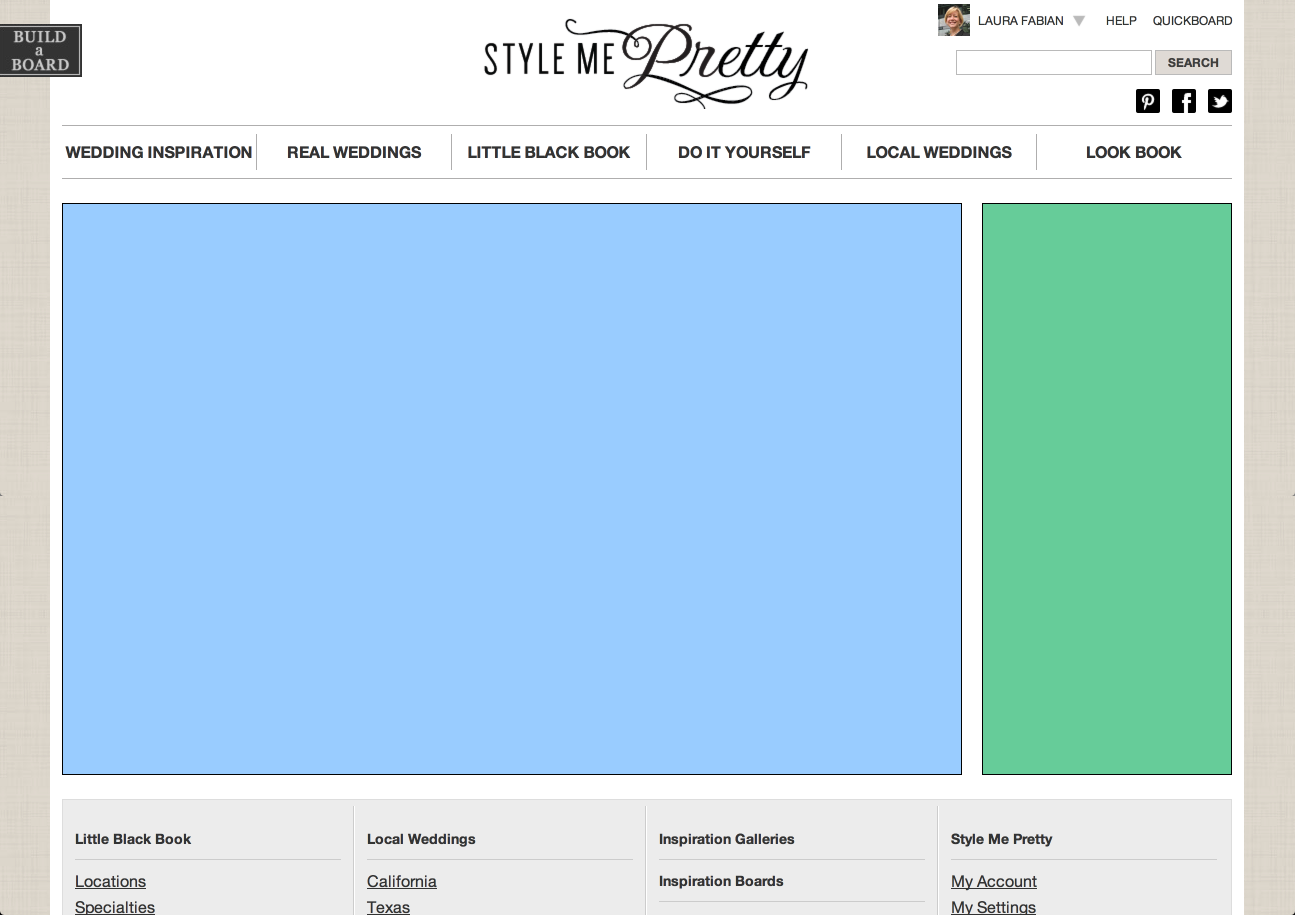 BUILD
a
BOARD
STYLE ME Pretty
LAURA FABIAN HELP QUICKBOARD
SEARCH
WEDDING INSPIRATION REAL WEDDINGS LITTLE BLACK BOOK DO IT YOURSELF LOCAL WEDDINGS LOOK BOOK
Little Black Book Local Weddings Inspiration Galleries Style Me Pretty
Locations California Inspiration Boards My Account
Specialties Texas My Settings